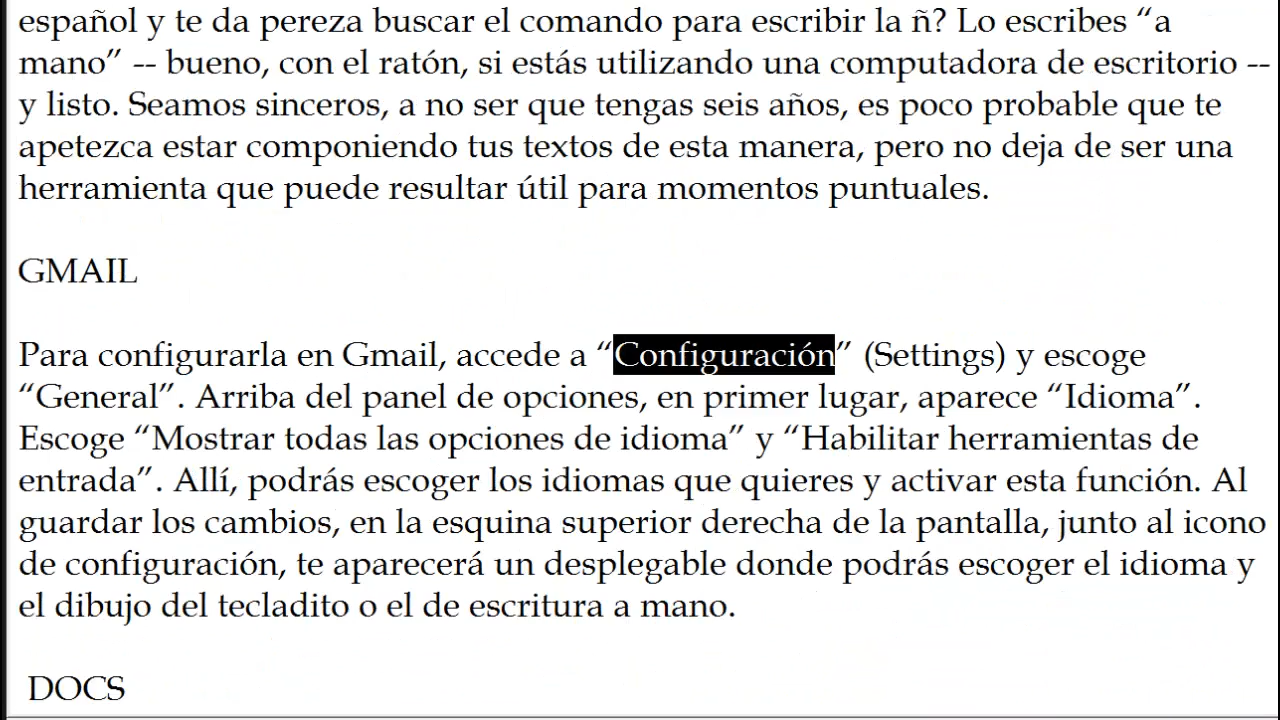 español y te da pereza buscar el comando para escribir la ñ? Lo escribes “a
mano” -- bueno, con el ratón, si estás utilizando una computadora de escritorio --
y listo. Seamos sinceros, a no ser que tengas seis años, es poco probable que te
apetezca estar componiendo tus textos de esta manera, pero no deja de ser una
herramienta que puede resultar útil para momentos puntuales.
GMAIL
Para configurarla en Gmail, accede a “Configuración” (Settings) y escoge
“General”. Arriba del panel de opciones, en primer lugar, aparece “Idioma”.
Escoge “Mostrar todas las opciones de idioma” y “Habilitar herramientas de
entrada”. Allí, podrás escoger los idiomas que quieres y activar esta función. Al
guardar los cambios, en la esquina superior derecha de la pantalla, junto al icono
de configuración, te aparecerá un desplegable donde podrás escoger el idioma y
el dibujo del tecladito o el de escritura a mano.
DOCS